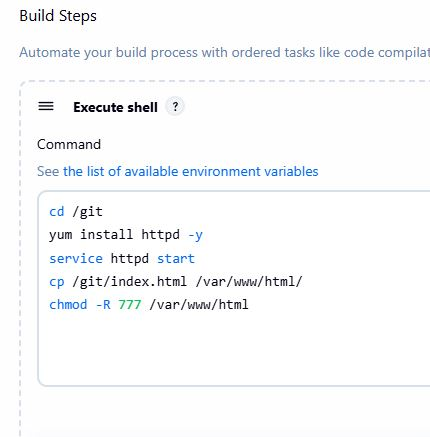 Build Steps
Automate your build process with ordered tasks like code compilat
Execute shell ?
Command
See the list of available environment variables
cd /git
yum install httpd -y
service httpd start
cp /git/index.html /var/www/html/
chmod -R 777 /var/www/html